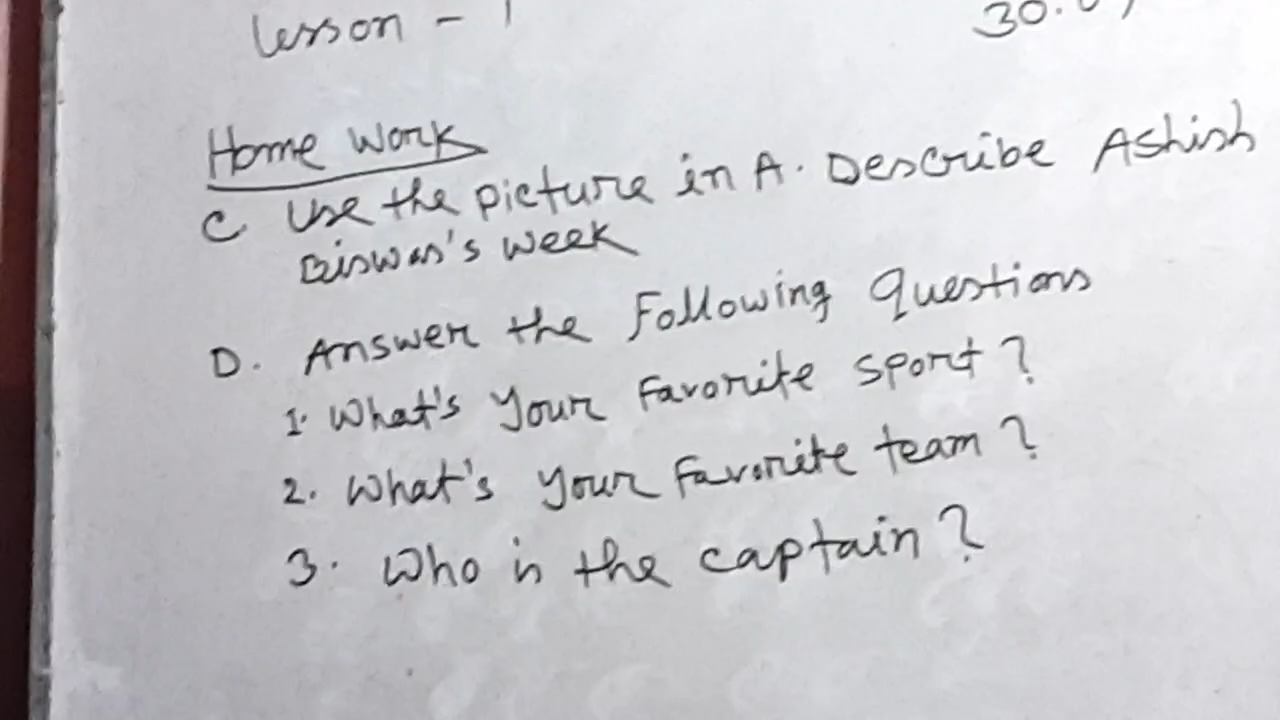 Lesson - 1
30.
Home Work
C Use the picture in A. Describe Ashish
Biswas's week
D. Answer the Following Questions
1. What's your Favorite sport?
2. What's your Favorite team?
3. Who is the captain?